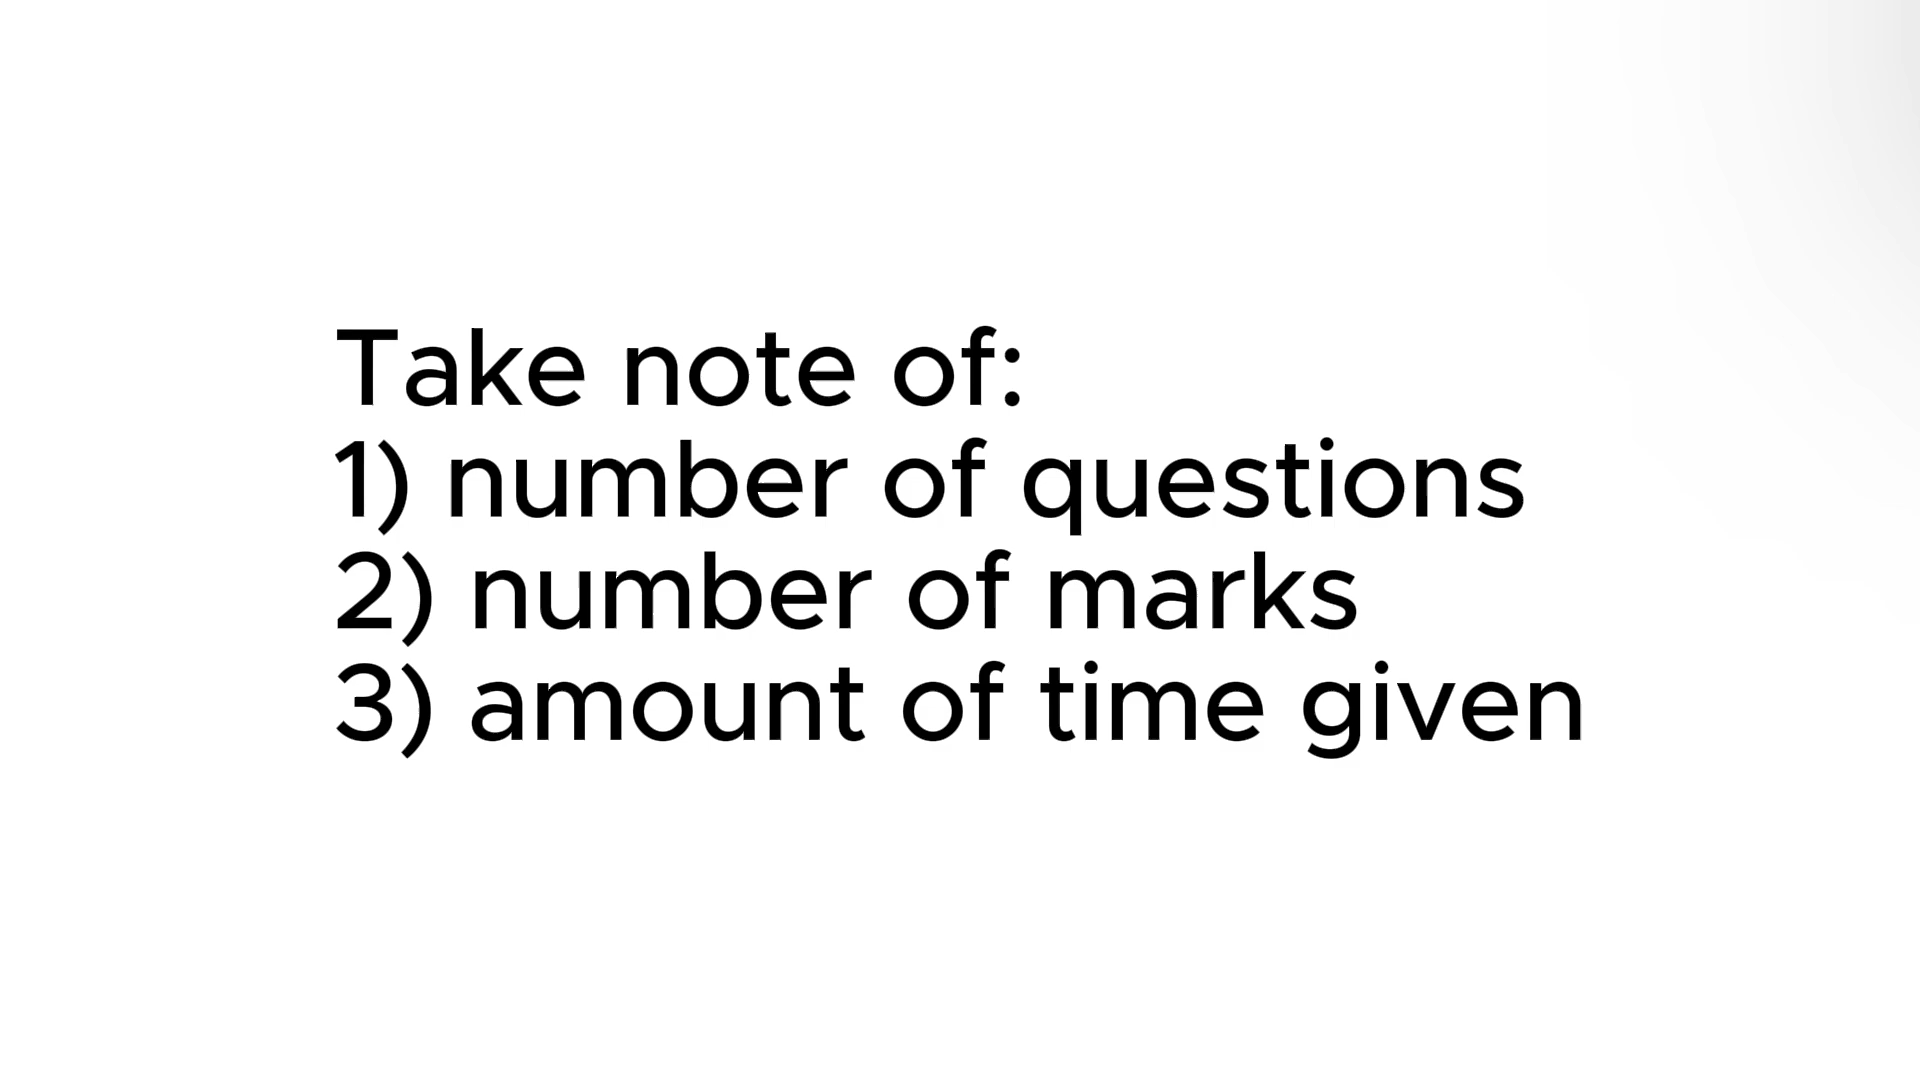 Take note of:
1) number of questions
2) number of marks
3) amount of time given